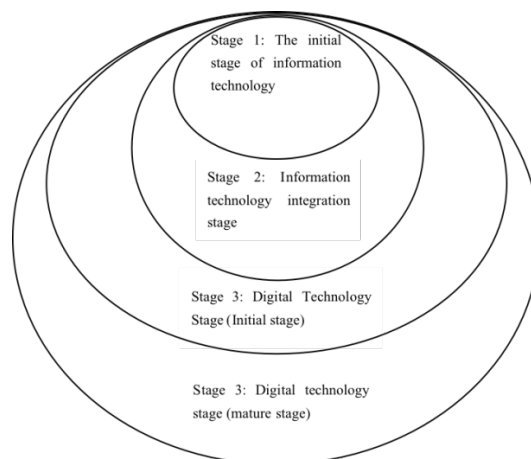 Stage 1: The initial
stage of information
technology
Stage 2: Information
technology integration
stage
Stage 3: Digital Technology
Stage (Initial stage)
Stage 3: Digital technology
stage (mature stage)